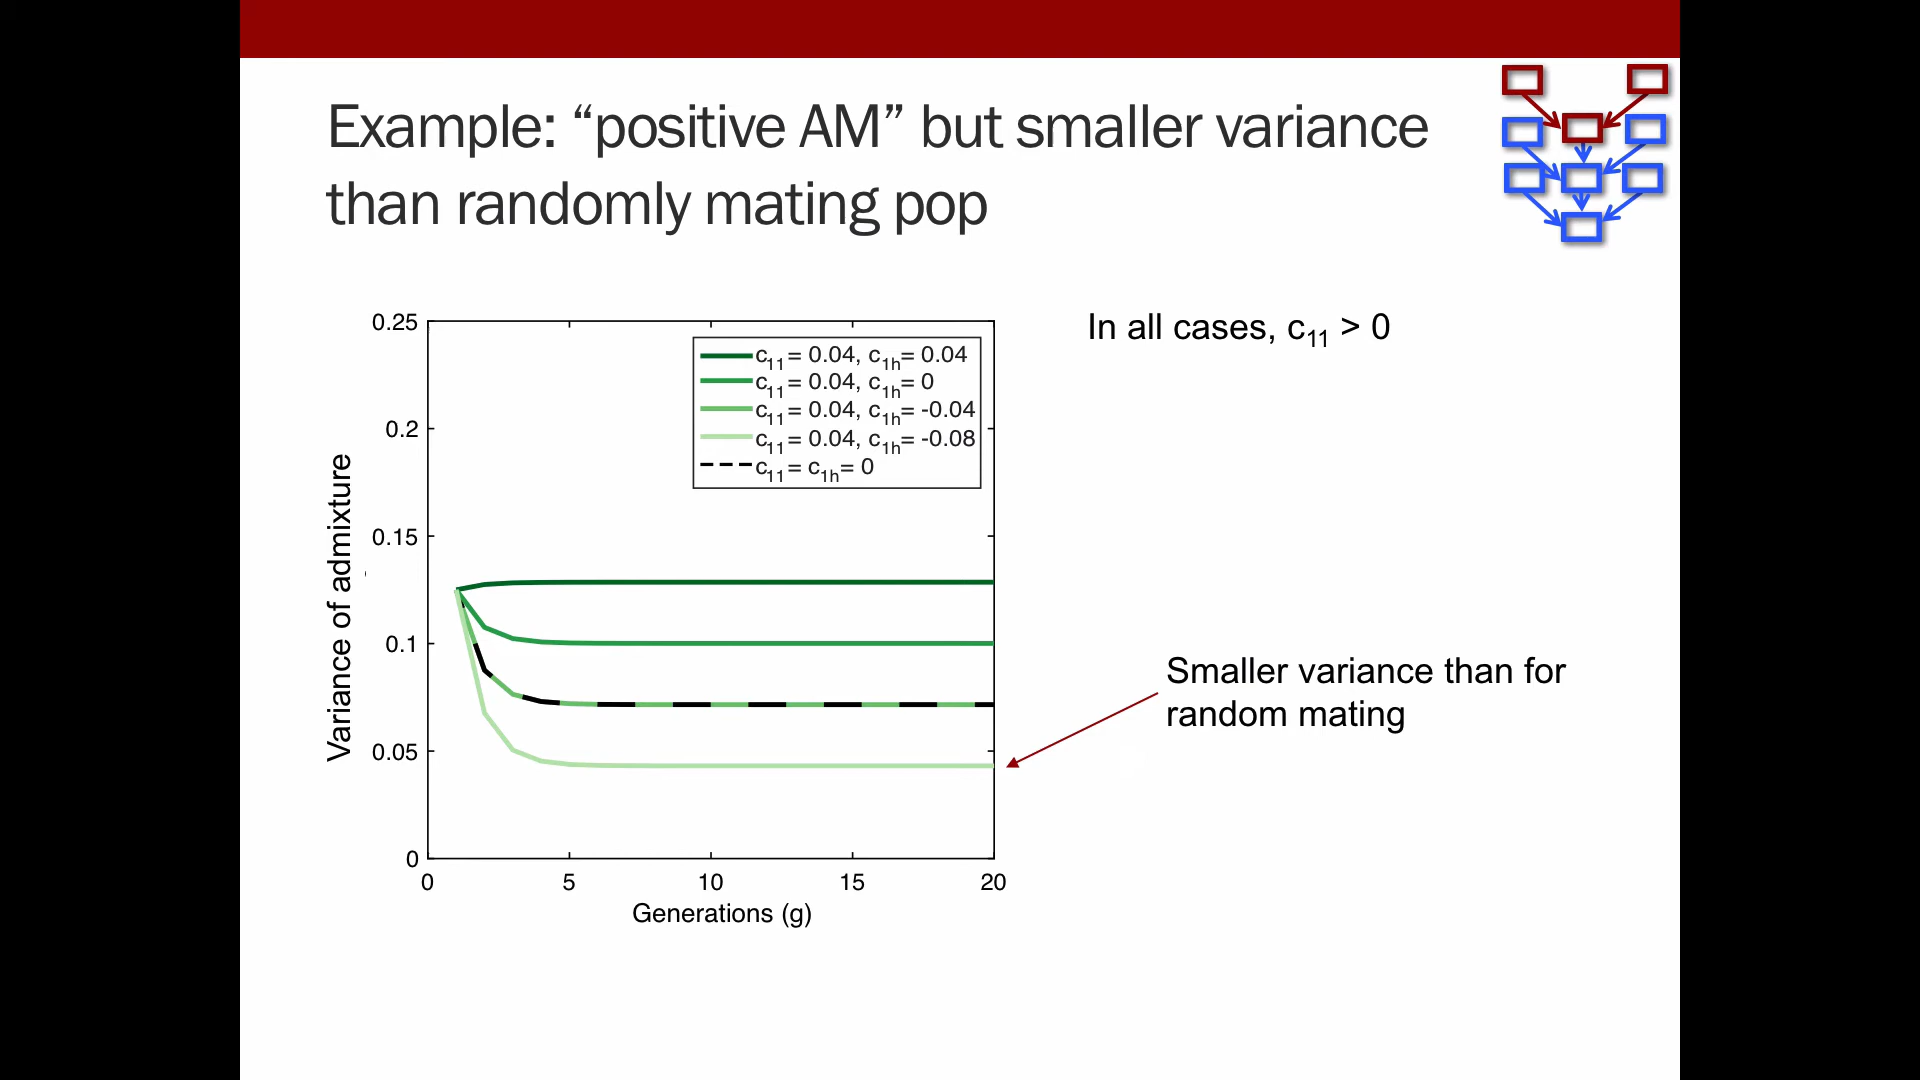 Example: “positive AM” but smaller variance
than randomly mating pop
In all cases, c11 > 0
0.25
0.2
0.15
0.1
0.05
0
Variance of admixture
c11= 0.04, c1h= 0.04
c11= 0.04, c1h= 0
c11= 0.04, c1h= -0.04
c11= 0.04, c1h= -0.08
c11= c1h= 0
Smaller variance than for
random mating
0 5 10 15 20
Generations (g)